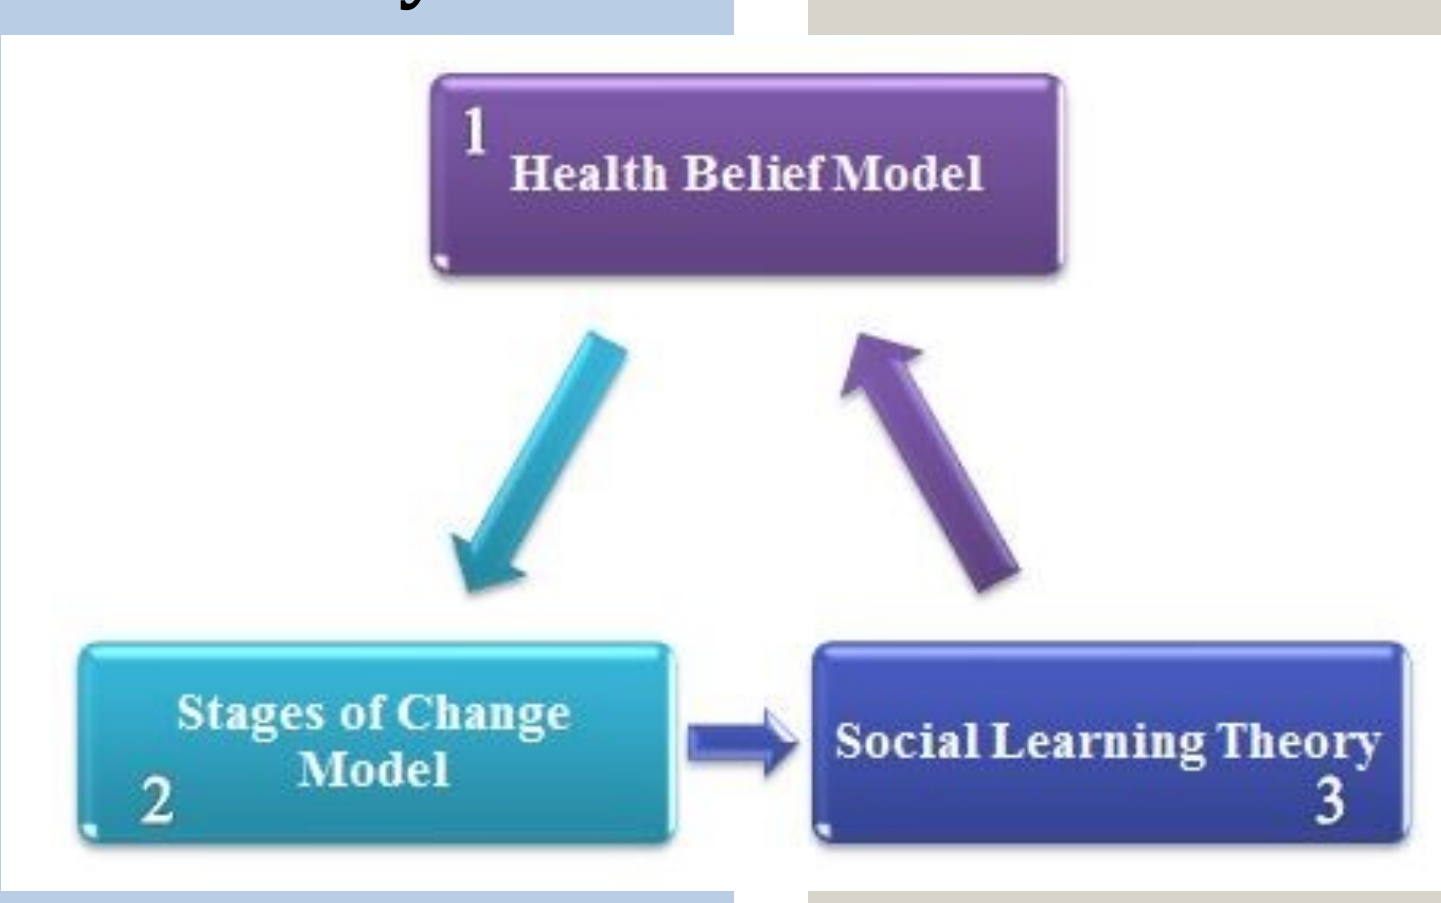 1
Health Belief Model
Stages of Change
Model
2
Social Learning Theory
3